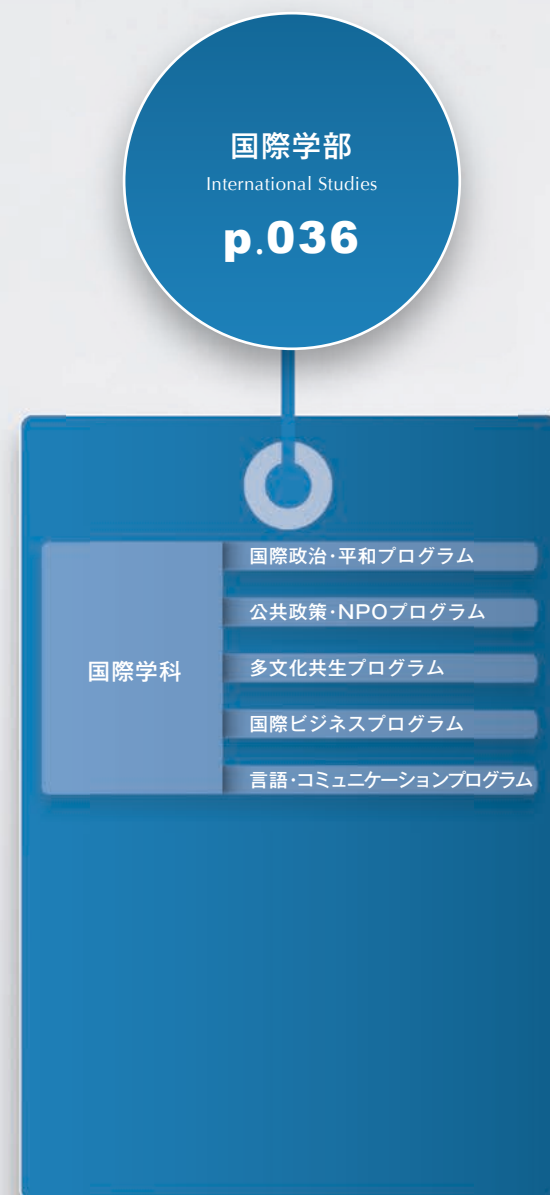 国際学部
International Studies
p.036
国際学科
国際政治・平和プログラム
公共政策・NPOプログラム
多文化共生プログラム
国際ビジネスプログラム
言語・コミュニケーションプログラム